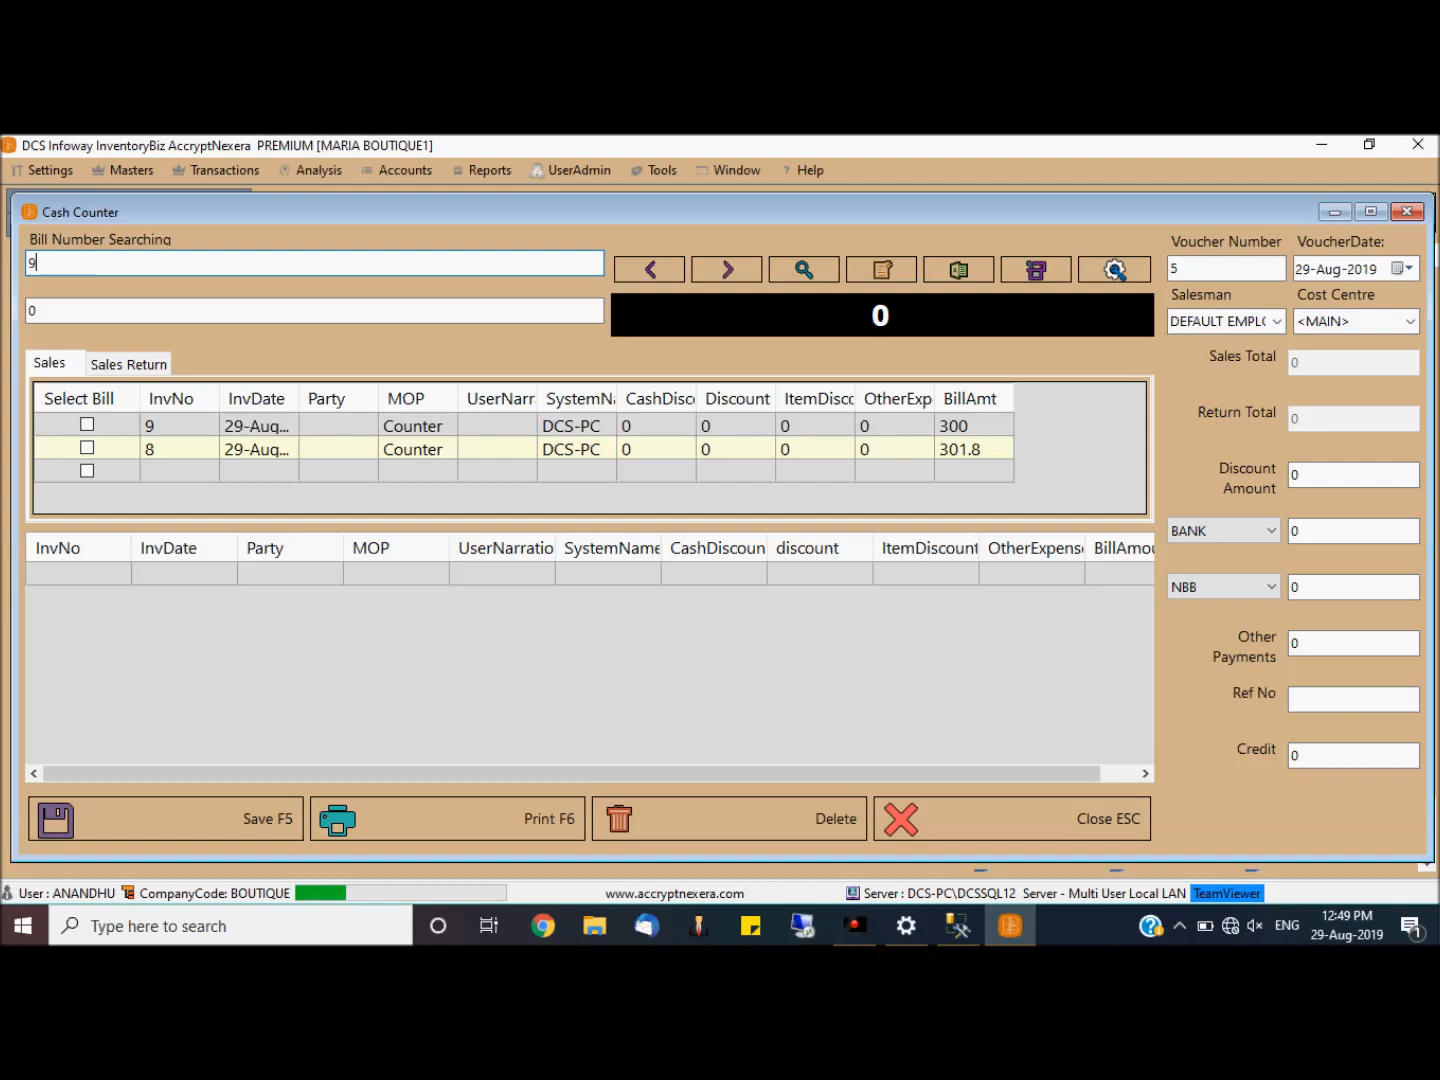 DCS Infoway InventoryBiz AccryptNexera PREMIUM [MARIA BOUTIQUE1]
Settings Masters Transactions Analysis Accounts Reports UserAdmin Tools Window Help
Cash Counter
Bill Number Searching
9
0
0
Voucher Number VoucherDate:
5 29-Aug-2019
Salesman Cost Centre
DEFAULT EMPL( <MAIN>
Sales Total 0
Return Total 0
Discount Amount 0
BANK 0
NBB 0
Other Payments 0
Ref No
Credit 0
Sales Sales Return
Select Bill InvNo InvDate Party MOP UserNarr SystemN CashDisc Discount ItemDisc OtherExp BillAmt
9 29-Aug... Counter DCS-PC 0 0 0 0 300
8 29-Aug... Counter DCS-PC 0 0 0 0 301.8
InvNo InvDate Party MOP UserNarratio SystemName CashDiscoun discount ItemDiscount OtherExpens BillAmou
Save F5 Print F6 Delete Close ESC
User : ANANDHU CompanyCode: BOUTIQUE www.accryptnexera.com Server : DCS-PC\DCSSQL12 Server - Multi User Local LAN TeamViewer
Type here to search
ENG
12:49 PM
29-Aug-2019
1